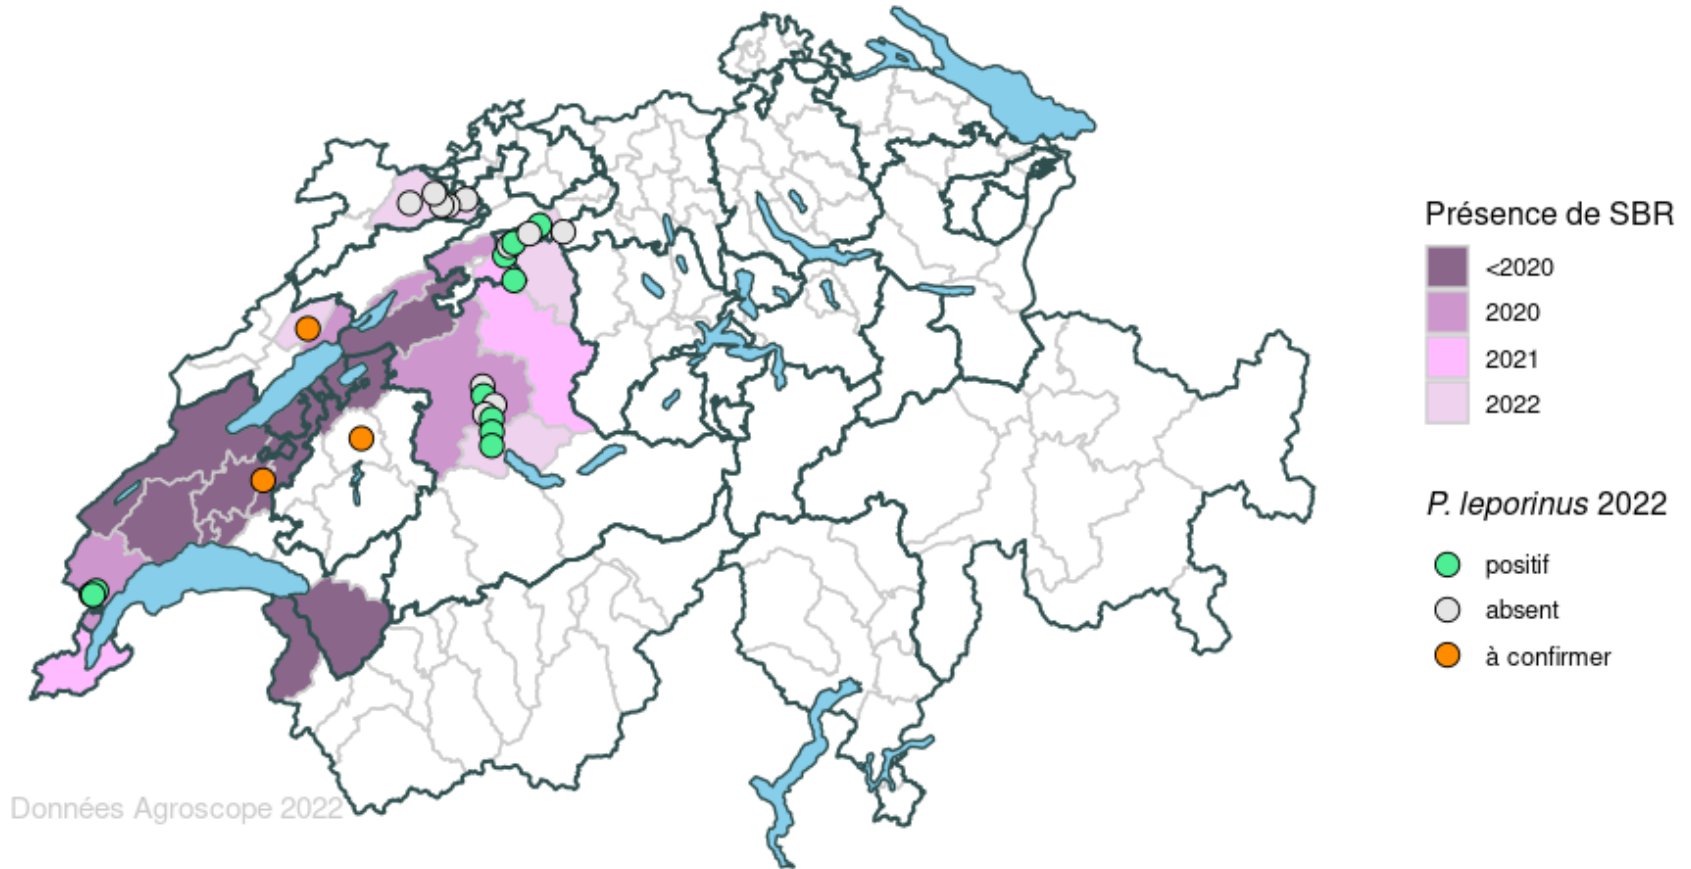 Présence de SBR
<2020
2020
2021
2022
P. leporinus 2022
positif
absent
à confirmer
Données Agroscope 2022